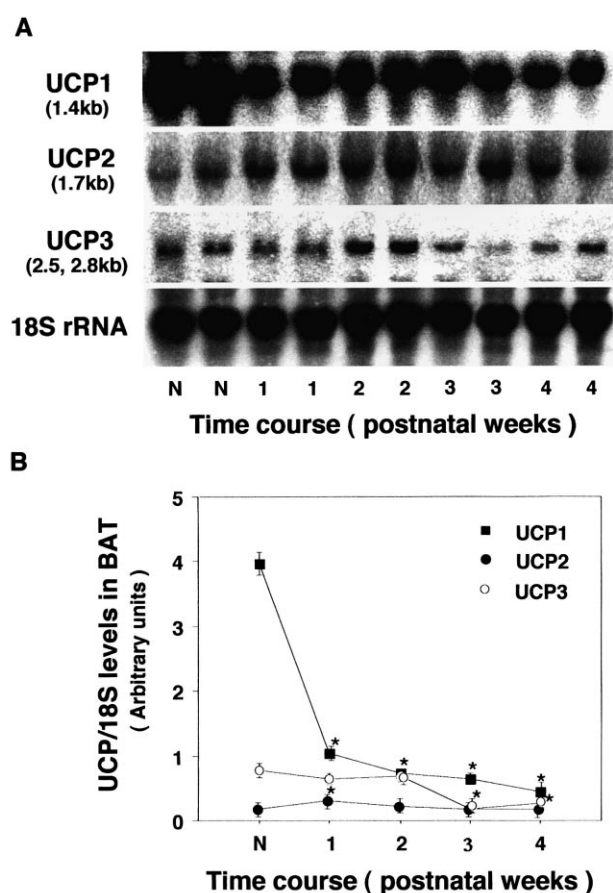 A
UCP1
(1.4kb)
UCP2
(1.7kb)
UCP3
(2.5, 2.8kb)
18S rRNA
N N 1 1 2 2 3 3 4 4
Time course ( postnatal weeks )
B
UCP/18S levels in BAT
( Arbitrary units )
5
4
3
2
1
0
UCP1
UCP2
UCP3
* * * * * * *
N 1 2 3 4
Time course ( postnatal weeks )